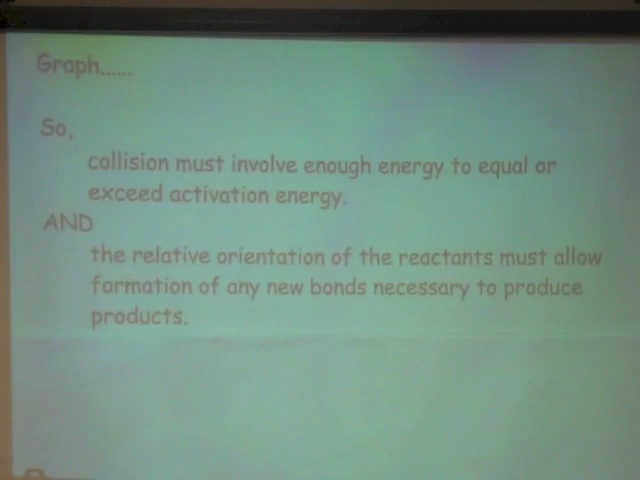 Graph......
So,
collision must involve enough energy to equal or
exceed activation energy.
AND
the relative orientation of the reactants must allow
formation of any new bonds necessary to produce
products.